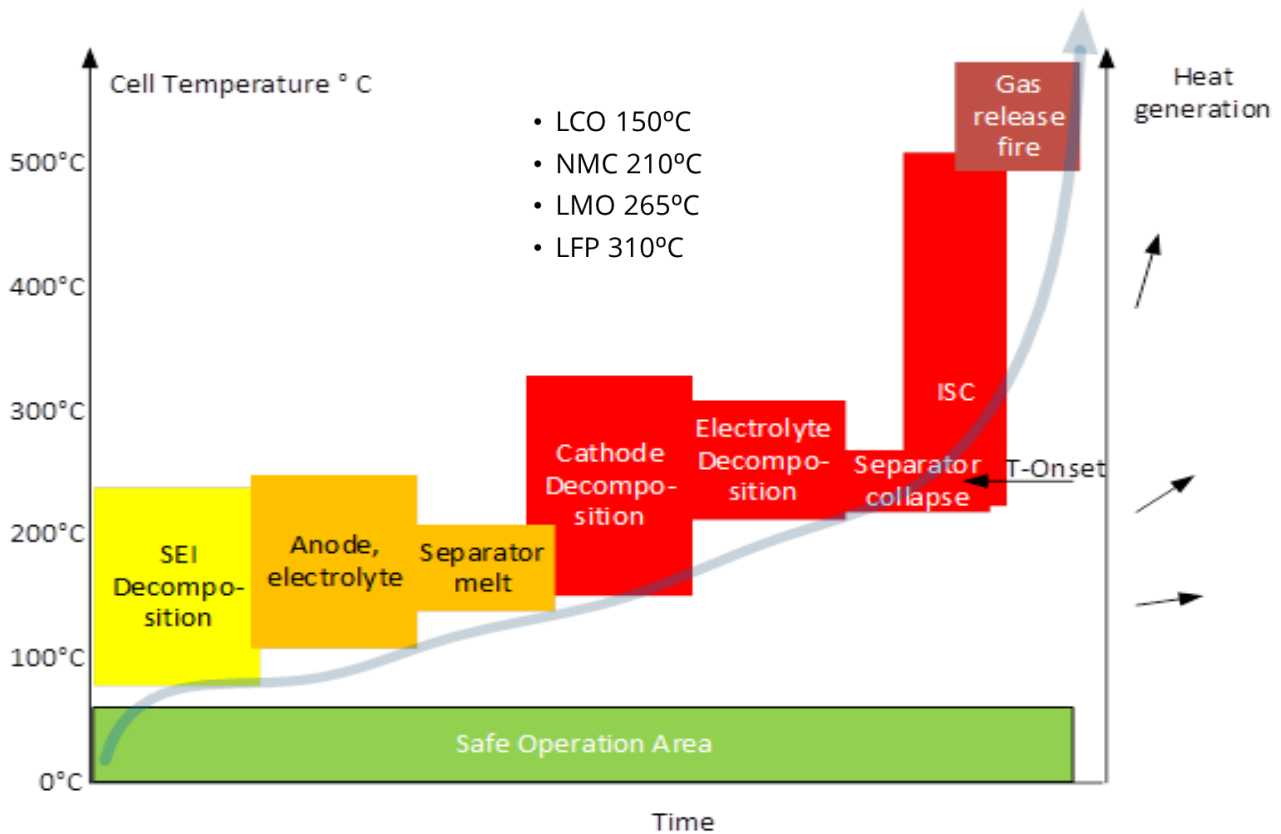 Cell Temperature ° C
Heat
generation
• LCO 150ºC
• NMC 210ºC
• LMO 265ºC
• LFP 310ºC
500°C
400°C
300°C
200°C
100°C
0°C
Gas
release
fire
ISC
T-Onset
Cathode
Decompo-
sition
Electrolyte
Decompo-
sition
Separator
collapse
SEI
Decompo-
sition
Anode,
electrolyte
Separator
melt
Safe Operation Area
Time